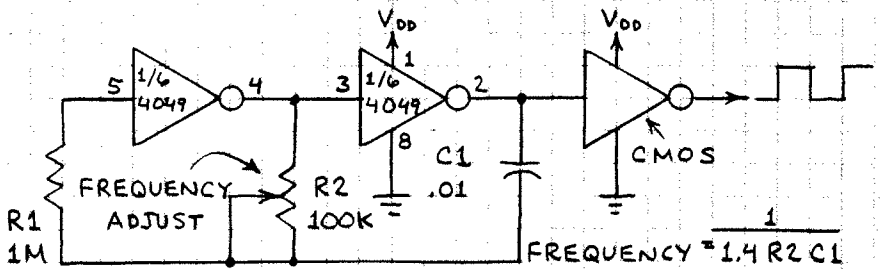 VDD
VDD
1
5
1/6
4049
4
3
1/6
4049
2
8
CMOS
C1
.01
FREQUENCY
ADJUST
R2
100K
R1
1M
FREQUENCY = 1 / 1.4 R2 C1